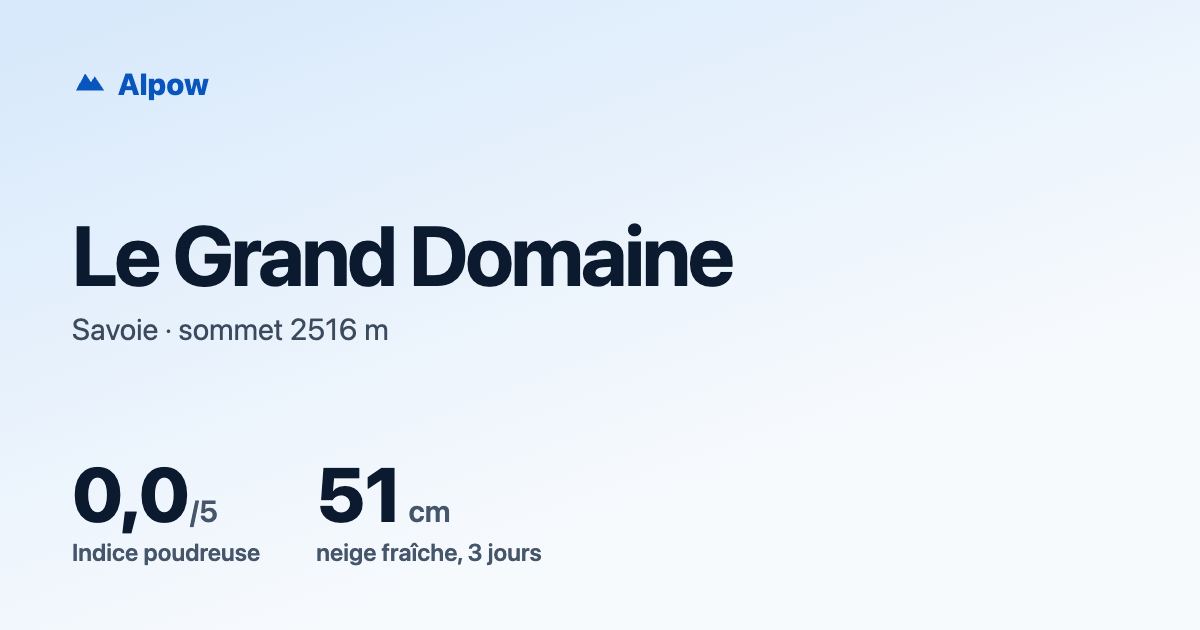 Alpow
Le Grand Domaine
Savoie · sommet 2516 m
0,0/5
Indice poudreuse
51 cm
neige fraîche, 3 jours